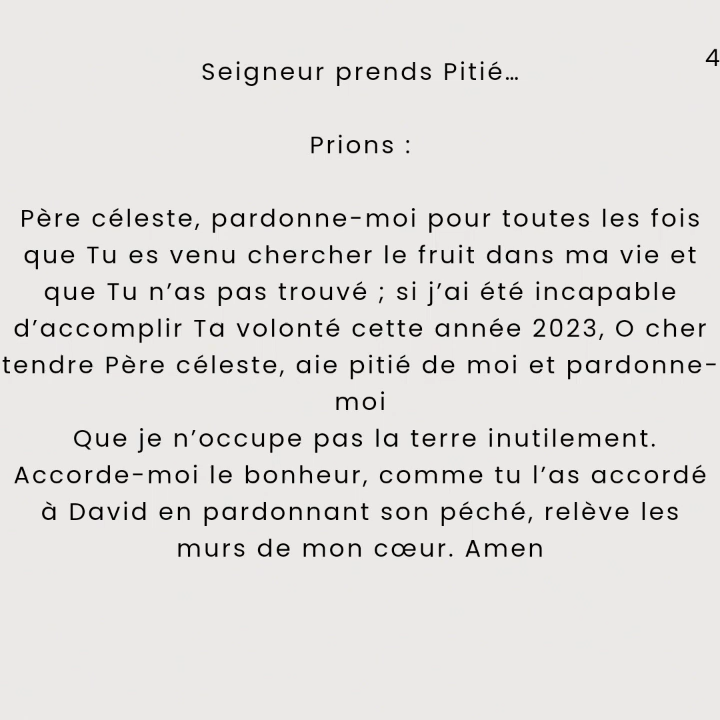 4
Seigneur prends Pitié…
Prions :
Père céleste, pardonne-moi pour toutes les fois
que Tu es venu chercher le fruit dans ma vie et
que Tu n’as pas trouvé ; si j’ai été incapable
d’accomplir Ta volonté cette année 2023, O cher
tendre Père céleste, aie pitié de moi et pardonne-
moi
Que je n’occupe pas la terre inutilement.
Accorde-moi le bonheur, comme tu l’as accordé
à David en pardonnant son péché, relève les
murs de mon cœur. Amen